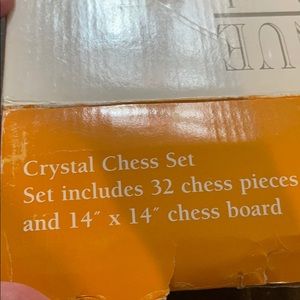 Crystal Chess Set
Set includes 32 chess pieces
and 14″ x 14″ chess board